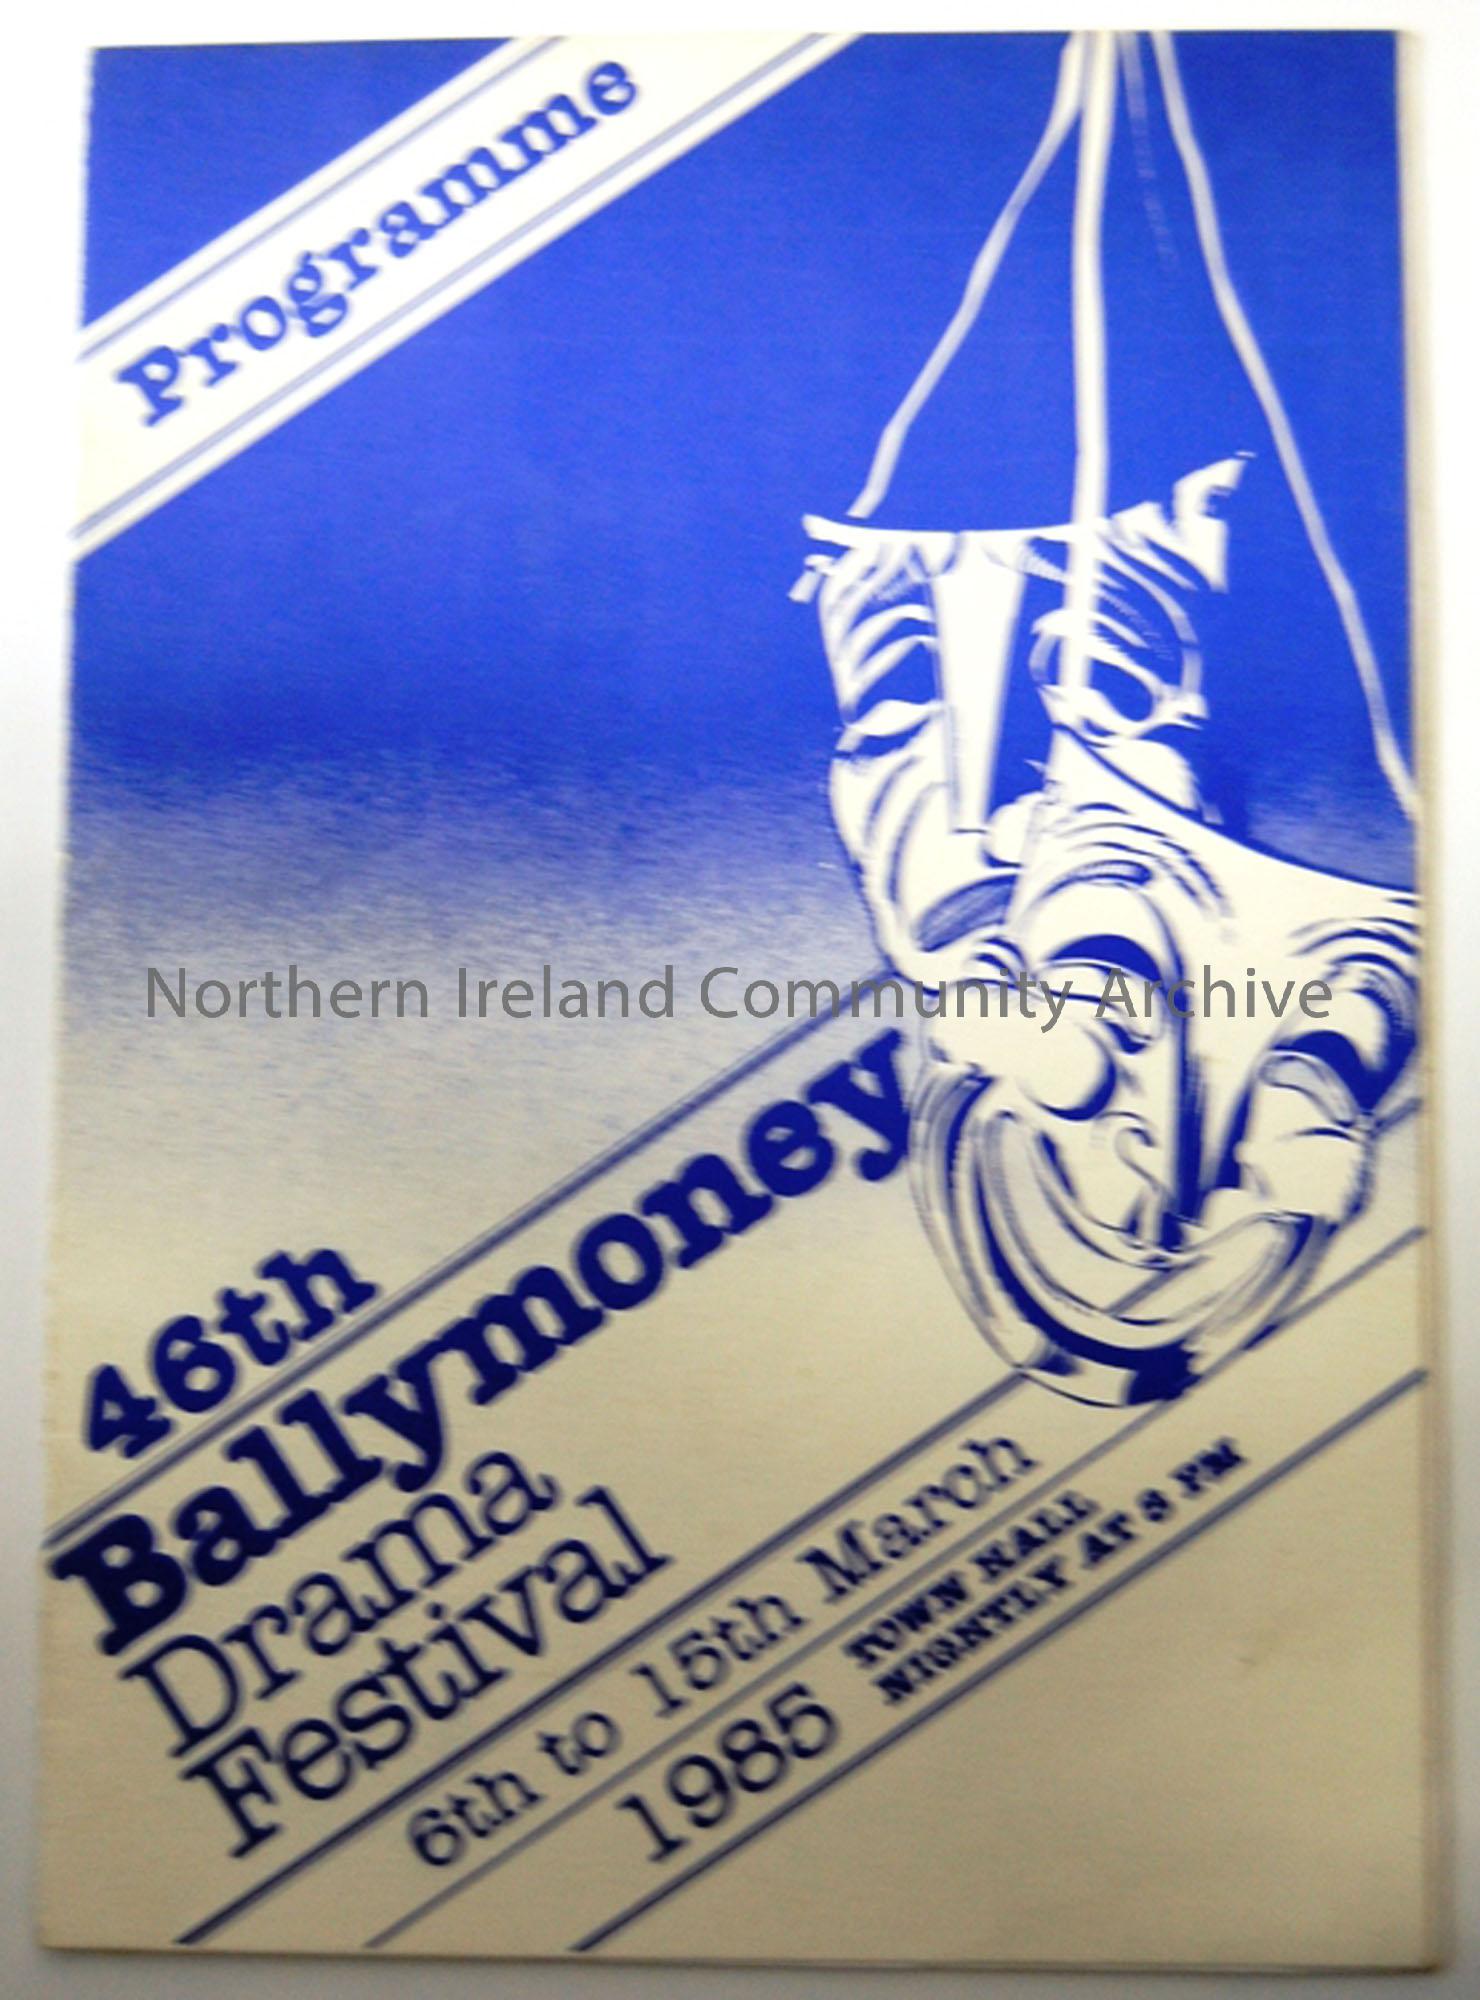 Programme
Northern Ireland Community Archive
46th
Ballymoney
Drama
Festival
6th to 15th March
1985
TOWN HALL
NIGHTLY AT 8 PM